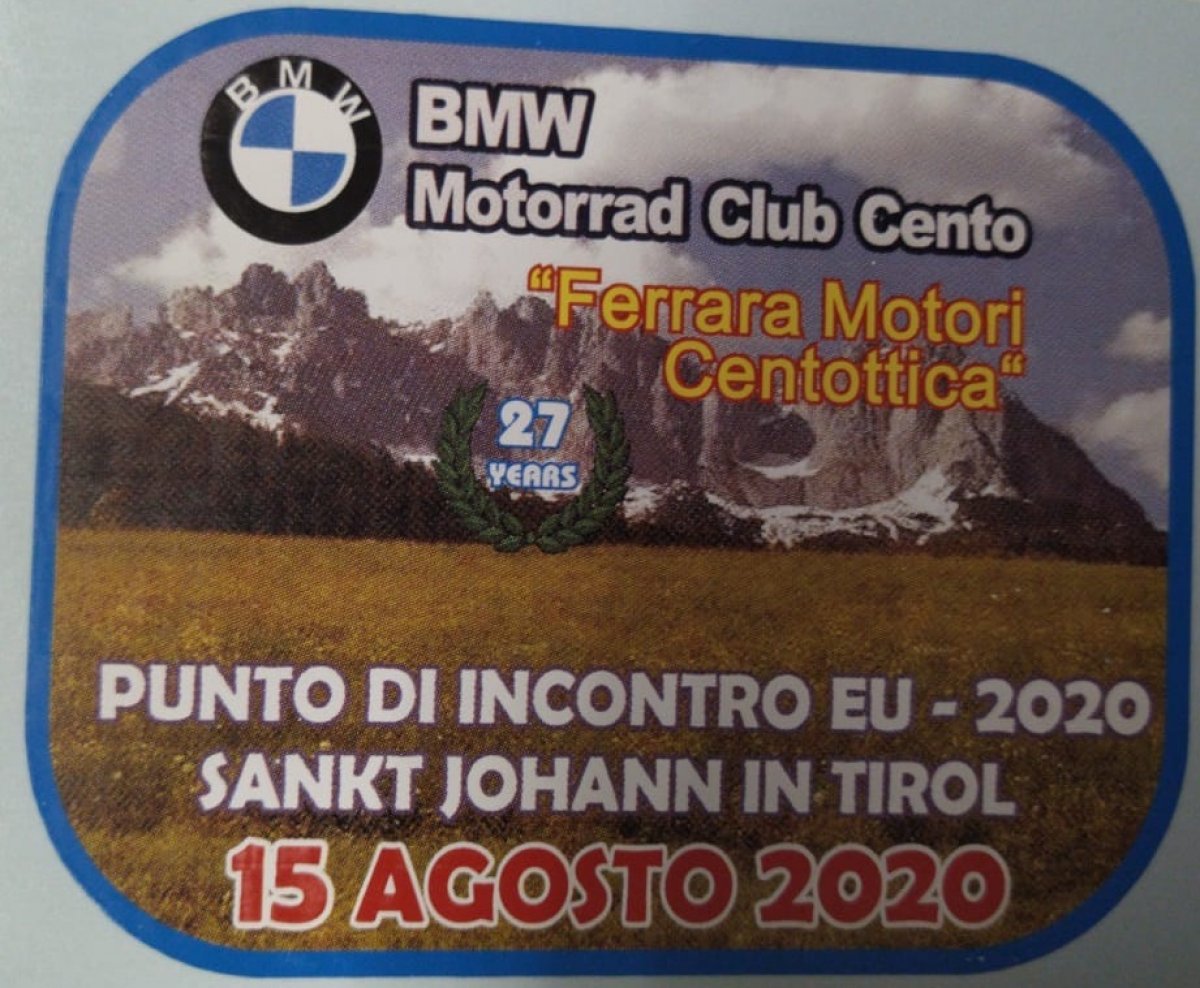 BMW
BMW
Motorrad Club Cento
“Ferrara Motori
Centottica“
27
YEARS
PUNTO DI INCONTRO EU - 2020
SANKT JOHANN IN TIROL
15 AGOSTO 2020